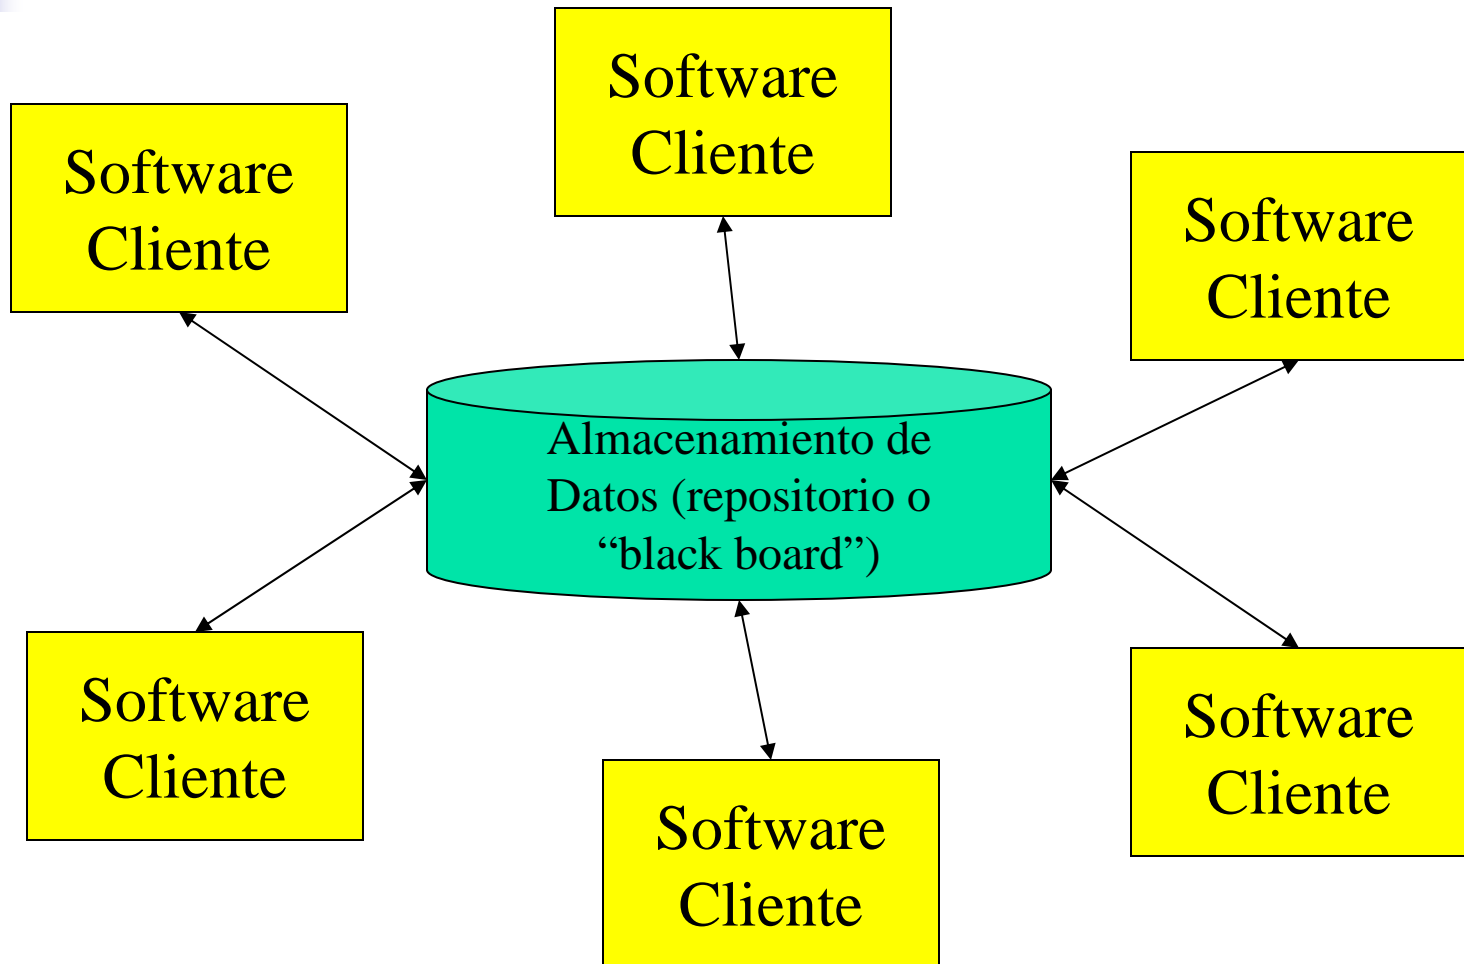 Software
Cliente
Software
Cliente
Software
Cliente
Almacenamiento de
Datos (repositorio o
“black board”)
Software
Cliente
Software
Cliente
Software
Cliente